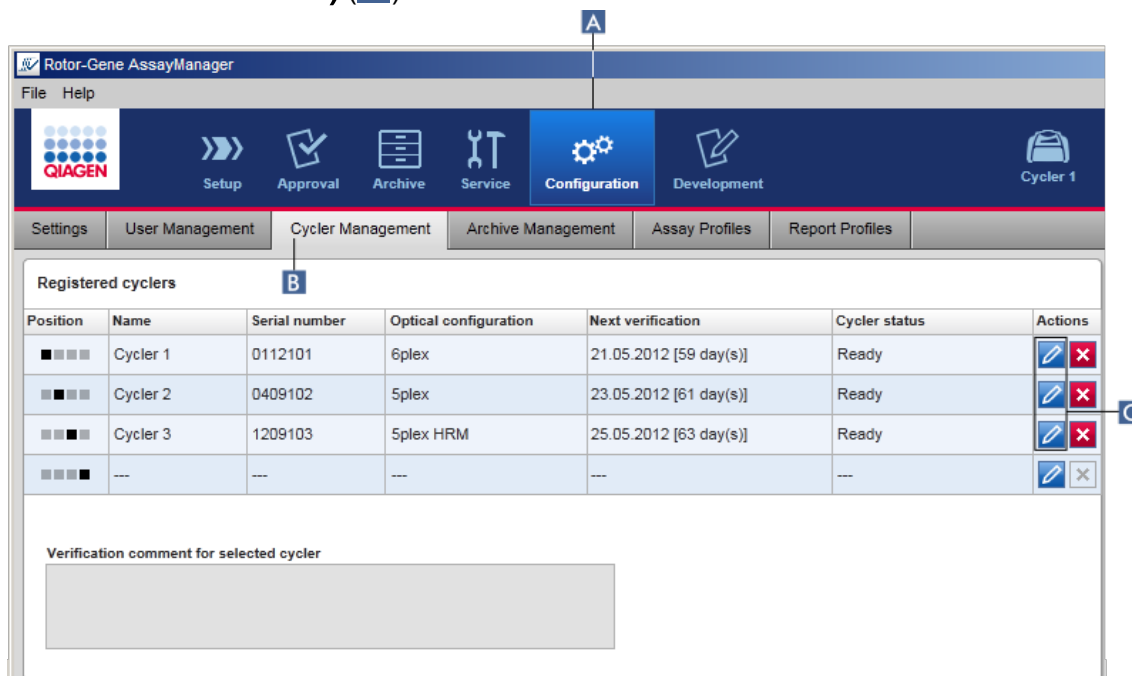 A
Rotor-Gene AssayManager
File Help
QIAGEN
Setup Approval Archive Service Configuration Development Cycler 1
Settings User Management Cycler Management Archive Management Assay Profiles Report Profiles
B
Registered cyclers
Position Name Serial number Optical configuration Next verification Cycler status Actions
Cycler 1 0112101 6plex 21.05.2012 [59 day(s)] Ready
Cycler 2 0409102 5plex 23.05.2012 [61 day(s)] Ready
C
Cycler 3 1209103 5plex HRM 25.05.2012 [63 day(s)] Ready
--- --- --- --- ---
Verification comment for selected cycler